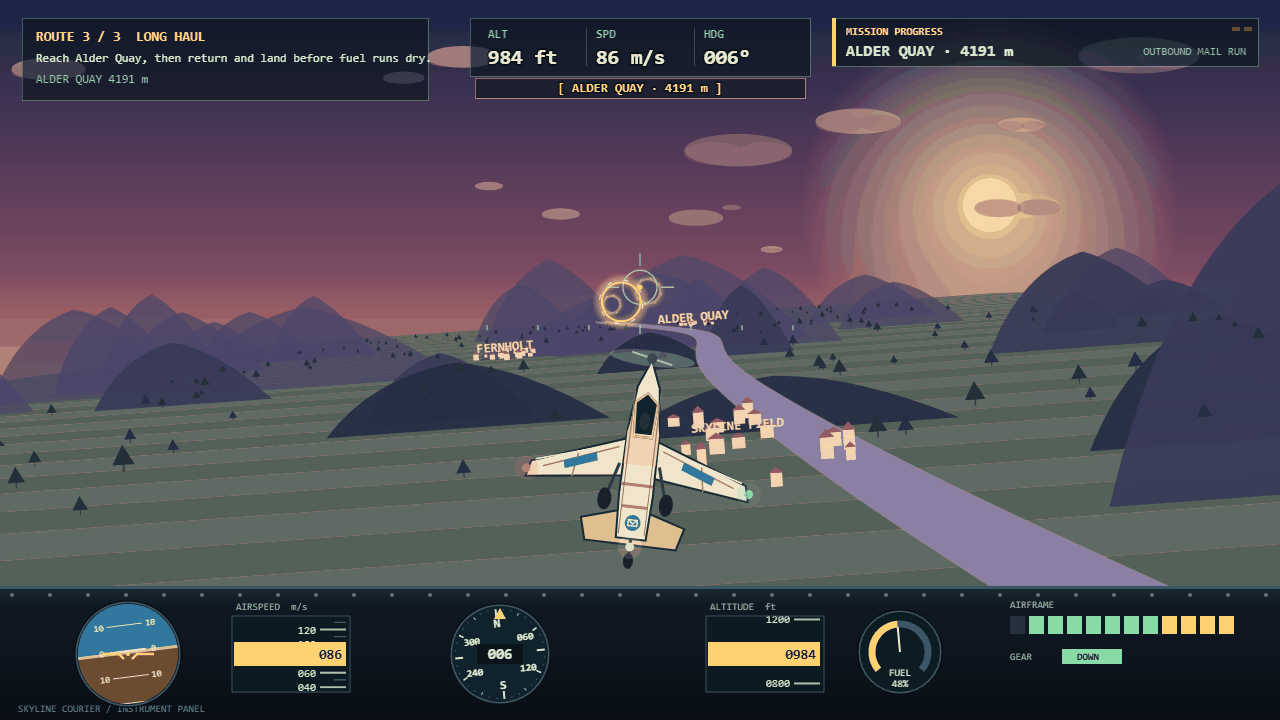 ROUTE 3 / 3  LONG HAUL
Reach Alder Quay, then return and land before fuel runs dry.
ALDER QUAY 4191 m
ALT
984 ft
SPD
86 m/s
HDG
006°
[ ALDER QUAY · 4191 m ]
MISSION PROGRESS
ALDER QUAY · 4191 m
OUTBOUND MAIL RUN
ALDER QUAY
FERNHOLT
SKYLINE FIELD
10 10
0 0
10 10
AIRSPEED m/s
120
086
060
040
N
300 060
006
240 120
S
ALTITUDE ft
1200
0984
0800
FUEL
48%
AIRFRAME
GEAR DOWN
SKYLINE COURIER / INSTRUMENT PANEL